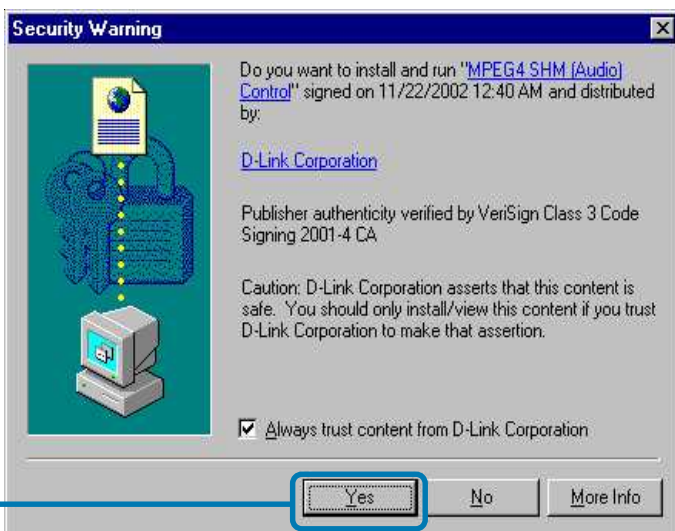 Security Warning
Do you want to install and run "MPEG4 SHM (Audio)
Control" signed on 11/22/2002 12:40 AM and distributed
by:
D-Link Corporation
Publisher authenticity verified by VeriSign Class 3 Code
Signing 2001-4 CA
Caution: D-Link Corporation asserts that this content is
safe. You should only install/view this content if you trust
D-Link Corporation to make that assertion.
Always trust content from D-Link Corporation
Yes No More Info